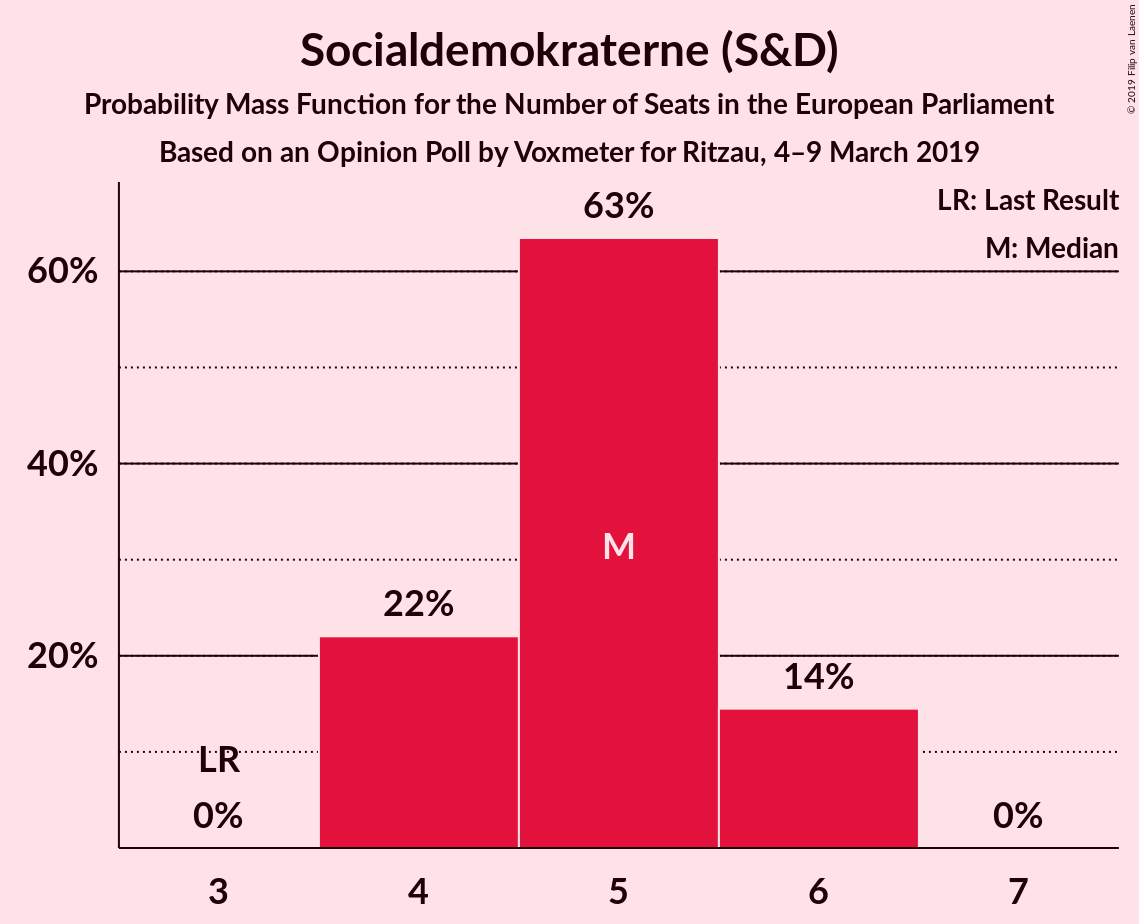 Socialdemokraterne (S&D)
Probability Mass Function for the Number of Seats in the European Parliament
Based on an Opinion Poll by Voxmeter for Ritzau, 4–9 March 2019
© 2019 Filip van Laenen
LR: Last Result
M: Median
63%
60%
40%
M
22%
20%
14%
LR
0%
0%
3 4 5 6 7